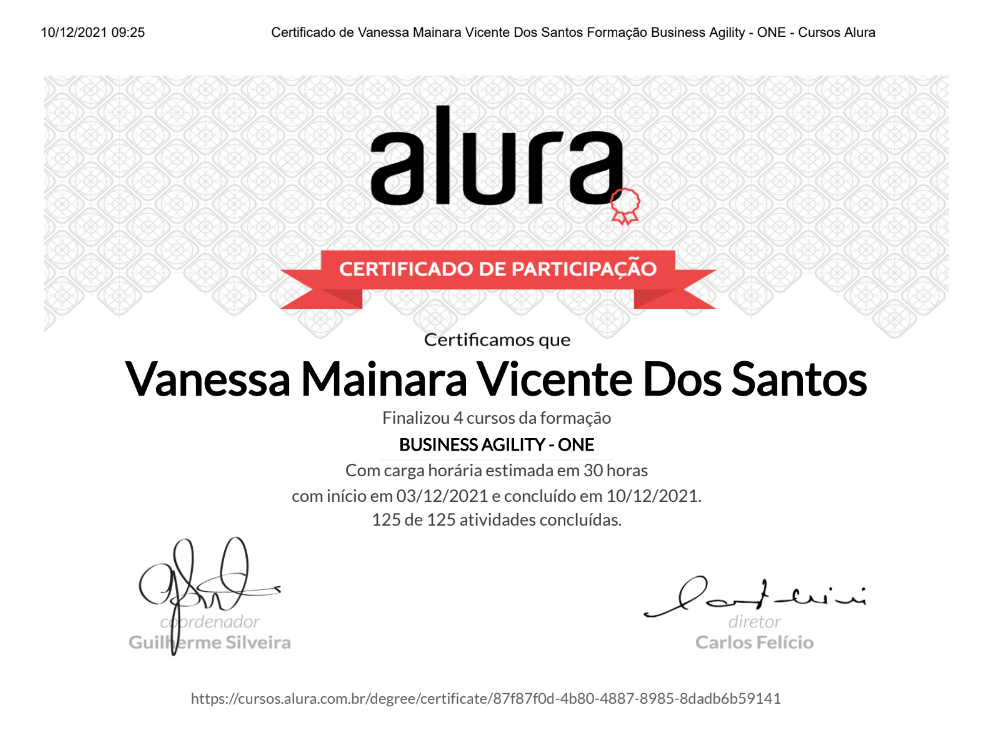 10/12/2021 09:25
Certificado de Vanessa Mainara Vicente Dos Santos Formação Business Agility - ONE - Cursos Alura
alura
CERTIFICADO DE PARTICIPAÇÃO
Certificamos que
Vanessa Mainara Vicente Dos Santos
Finalizou 4 cursos da formação
BUSINESS AGILITY - ONE
Com carga horária estimada em 30 horas
com início em 03/12/2021 e concluído em 10/12/2021.
125 de 125 atividades concluídas.
coordenador
Guilherme Silveira
diretor
Carlos Felício
https://cursos.alura.com.br/degree/certificate/87f87f0d-4b80-4887-8985-8dadb6b59141